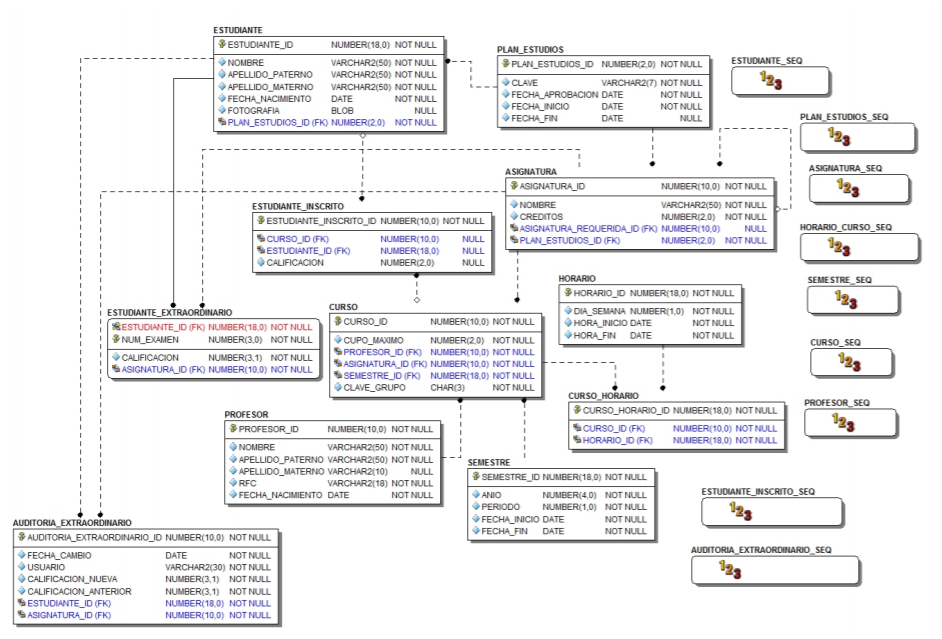 ESTUDIANTE
ESTUDIANTE_ID NUMBER(18,0) NOT NULL
NOMBRE VARCHAR2(50) NOT NULL
APELLIDO_PATERNO VARCHAR2(50) NOT NULL
APELLIDO_MATERNO VARCHAR2(50) NOT NULL
FECHA_NACIMIENTO DATE NOT NULL
FOTOGRAFIA BLOB NULL
PLAN_ESTUDIOS_ID (FK) NUMBER(2,0) NOT NULL
PLAN_ESTUDIOS
PLAN_ESTUDIOS_ID NUMBER(2,0) NOT NULL
CLAVE VARCHAR2(7) NOT NULL
FECHA_APROBACION DATE NOT NULL
FECHA_INICIO DATE NOT NULL
FECHA_FIN DATE NULL
ESTUDIANTE_SEQ
123
PLAN_ESTUDIOS_SEQ
123
ASIGNATURA_SEQ
123
HORARIO_CURSO_SEQ
123
SEMESTRE_SEQ
123
CURSO_SEQ
123
PROFESOR_SEQ
123
ESTUDIANTE_INSCRITO_SEQ
123
AUDITORIA_EXTRAORDINARIO_SEQ
123
ASIGNATURA
ASIGNATURA_ID NUMBER(10,0) NOT NULL
NOMBRE VARCHAR2(50) NOT NULL
CREDITOS NUMBER(2,0) NOT NULL
ASIGNATURA_REQUERIDA_ID (FK) NUMBER(10,0) NULL
PLAN_ESTUDIOS_ID (FK) NUMBER(2,0) NOT NULL
ESTUDIANTE_INSCRITO
ESTUDIANTE_INSCRITO_ID NUMBER(10,0) NOT NULL
CURSO_ID (FK) NUMBER(10,0) NULL
ESTUDIANTE_ID (FK) NUMBER(18,0) NULL
CALIFICACION NUMBER(2,0) NULL
HORARIO
HORARIO_ID NUMBER(18,0) NOT NULL
DIA_SEMANA NUMBER(1,0) NOT NULL
HORA_INICIO DATE NOT NULL
HORA_FIN DATE NOT NULL
ESTUDIANTE_EXTRAORDINARIO
ESTUDIANTE_ID (FK) NUMBER(18,0) NOT NULL
NUM_EXAMEN NUMBER(3,0) NOT NULL
CALIFICACION NUMBER(3,1) NOT NULL
ASIGNATURA_ID (FK) NUMBER(10,0) NOT NULL
CURSO
CURSO_ID NUMBER(10,0) NOT NULL
CUPO_MAXIMO NUMBER(2,0) NOT NULL
PROFESOR_ID (FK) NUMBER(10,0) NOT NULL
ASIGNATURA_ID (FK) NUMBER(10,0) NOT NULL
SEMESTRE_ID (FK) NUMBER(18,0) NOT NULL
CLAVE_GRUPO CHAR(3) NOT NULL
CURSO_HORARIO
CURSO_HORARIO_ID NUMBER(18,0) NOT NULL
CURSO_ID (FK) NUMBER(10,0) NOT NULL
HORARIO_ID (FK) NUMBER(18,0) NOT NULL
PROFESOR
PROFESOR_ID NUMBER(10,0) NOT NULL
NOMBRE VARCHAR2(50) NOT NULL
APELLIDO_PATERNO VARCHAR2(50) NOT NULL
APELLIDO_MATERNO VARCHAR2(10) NULL
RFC VARCHAR2(18) NOT NULL
FECHA_NACIMIENTO DATE NOT NULL
SEMESTRE
SEMESTRE_ID NUMBER(18,0) NOT NULL
ANIO NUMBER(4,0) NOT NULL
PERIODO NUMBER(1,0) NOT NULL
FECHA_INICIO DATE NOT NULL
FECHA_FIN DATE NOT NULL
AUDITORIA_EXTRAORDINARIO
AUDITORIA_EXTRAORDINARIO_ID NUMBER(10,0) NOT NULL
FECHA_CAMBIO DATE NOT NULL
USUARIO VARCHAR2(30) NOT NULL
CALIFICACION_NUEVA NUMBER(3,1) NOT NULL
CALIFICACION_ANTERIOR NUMBER(3,1) NOT NULL
ESTUDIANTE_ID (FK) NUMBER(18,0) NOT NULL
ASIGNATURA_ID (FK) NUMBER(10,0) NOT NULL